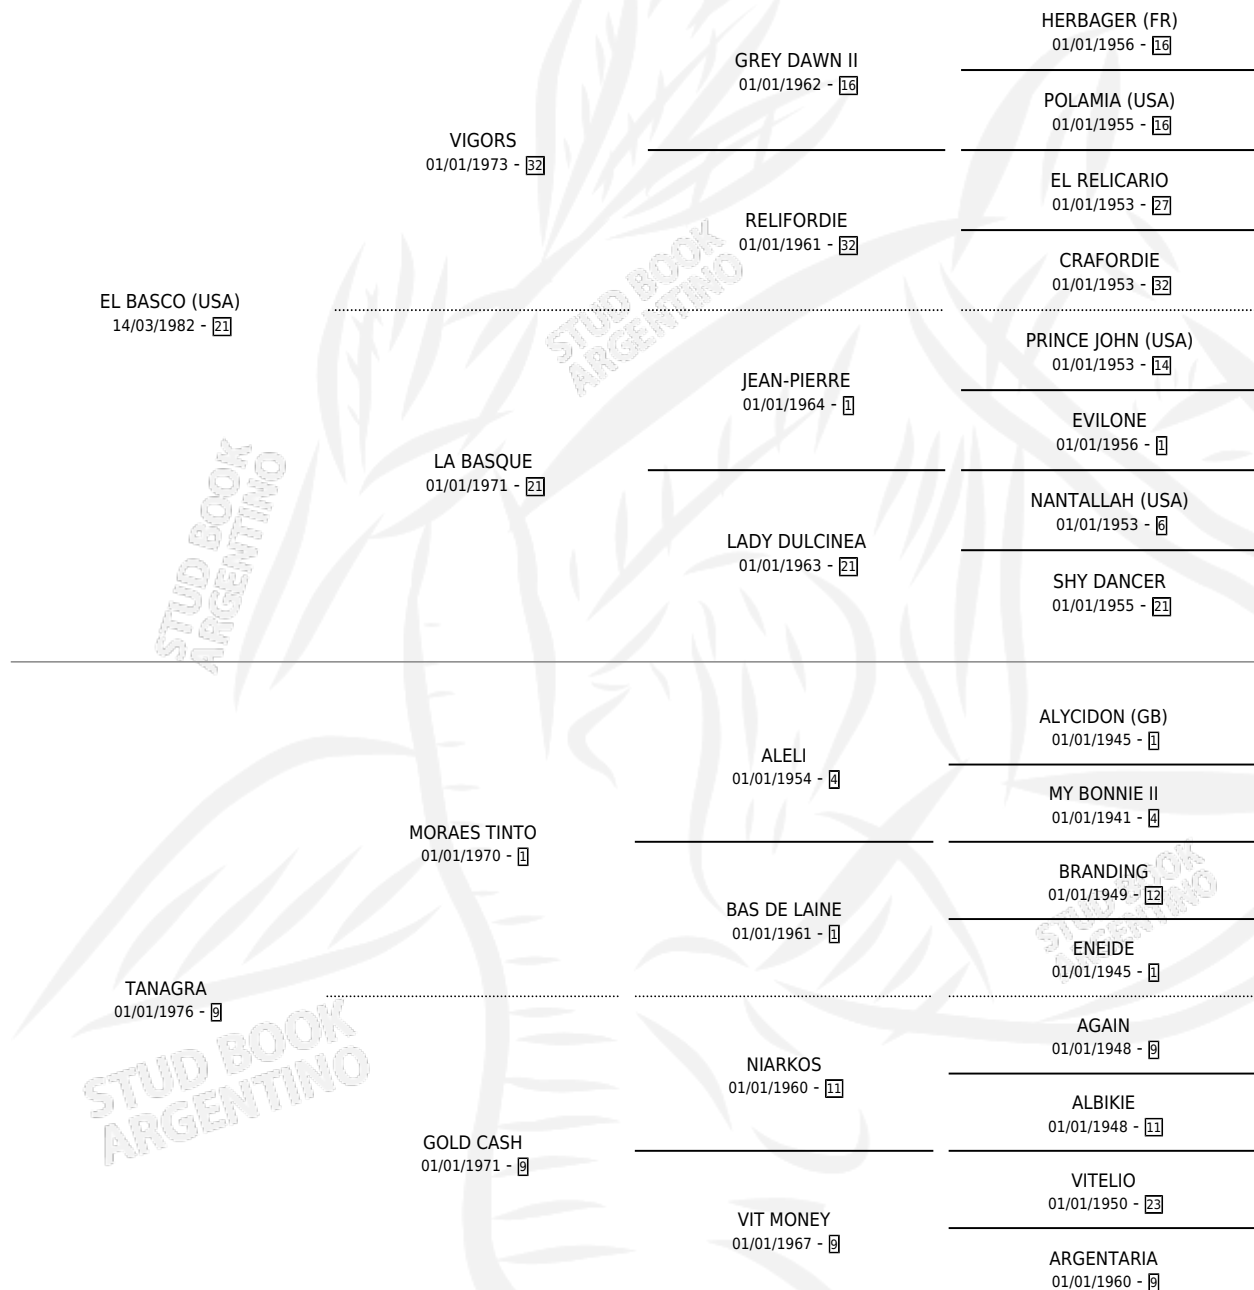 HERBAGER (FR)
01/01/1956 - 16
GREY DAWN II
01/01/1962 - 16
POLAMIA (USA)
01/01/1955 - 16
VIGORS
01/01/1973 - 32
EL RELICARIO
01/01/1953 - 27
RELIFORDIE
01/01/1961 - 32
CRAFORDIE
01/01/1953 - 32
EL BASCO (USA)
14/03/1982 - 21
PRINCE JOHN (USA)
01/01/1953 - 14
JEAN-PIERRE
01/01/1964 - 1
EVILONE
01/01/1956 - 1
LA BASQUE
01/01/1971 - 21
NANTALLAH (USA)
01/01/1953 - 6
LADY DULCINEA
01/01/1963 - 21
SHY DANCER
01/01/1955 - 21
ALYCIDON (GB)
01/01/1945 - 1
ALELI
01/01/1954 - 4
MY BONNIE II
01/01/1941 - 4
MORAES TINTO
01/01/1970 - 1
BRANDING
01/01/1949 - 12
BAS DE LAINE
01/01/1961 - 1
ENEIDE
01/01/1945 - 1
TANAGRA
01/01/1976 - 9
AGAIN
01/01/1948 - 9
NIARKOS
01/01/1960 - 11
ALBIKIE
01/01/1948 - 11
GOLD CASH
01/01/1971 - 9
VITELIO
01/01/1950 - 23
VIT MONEY
01/01/1967 - 9
ARGENTARIA
01/01/1960 - 9
STUD BOOK
ARGENTINO
STUD BOOK
ARGENTINO
STUD BOOK
ARGENTINO
STUD BOOK
ARGENTINO